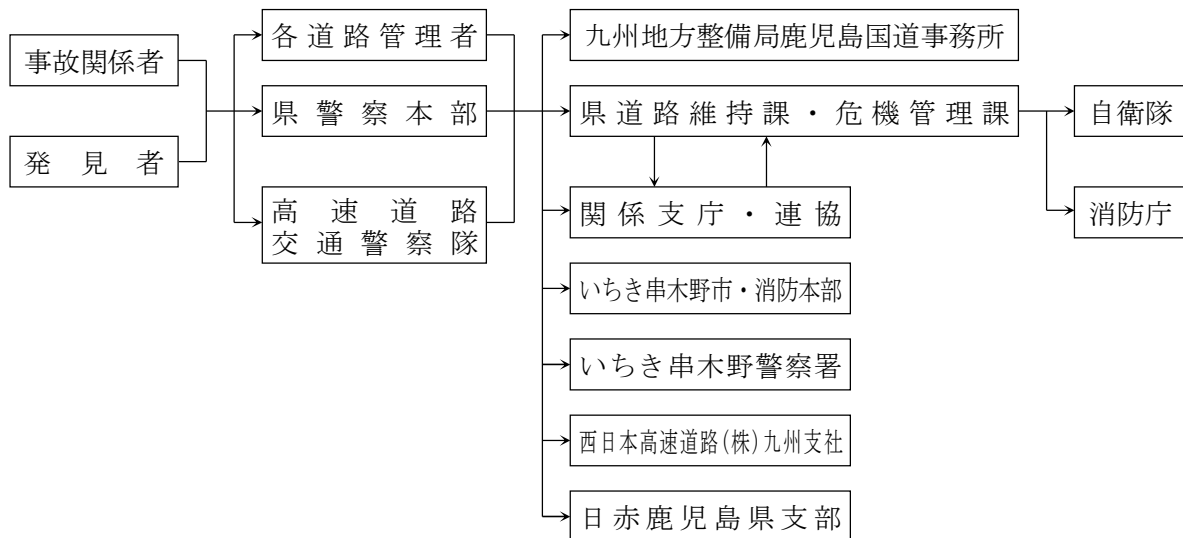 事故関係者
発見者
各道路管理者
県警察本部
高速道路
交通警察隊
九州地方整備局鹿児島国道事務所
県道路維持課・危機管理課
関係支庁・連協
いちき串木野市・消防本部
いちき串木野警察署
西日本高速道路(株)九州支社
日赤鹿児島県支部
自衛隊
消防庁